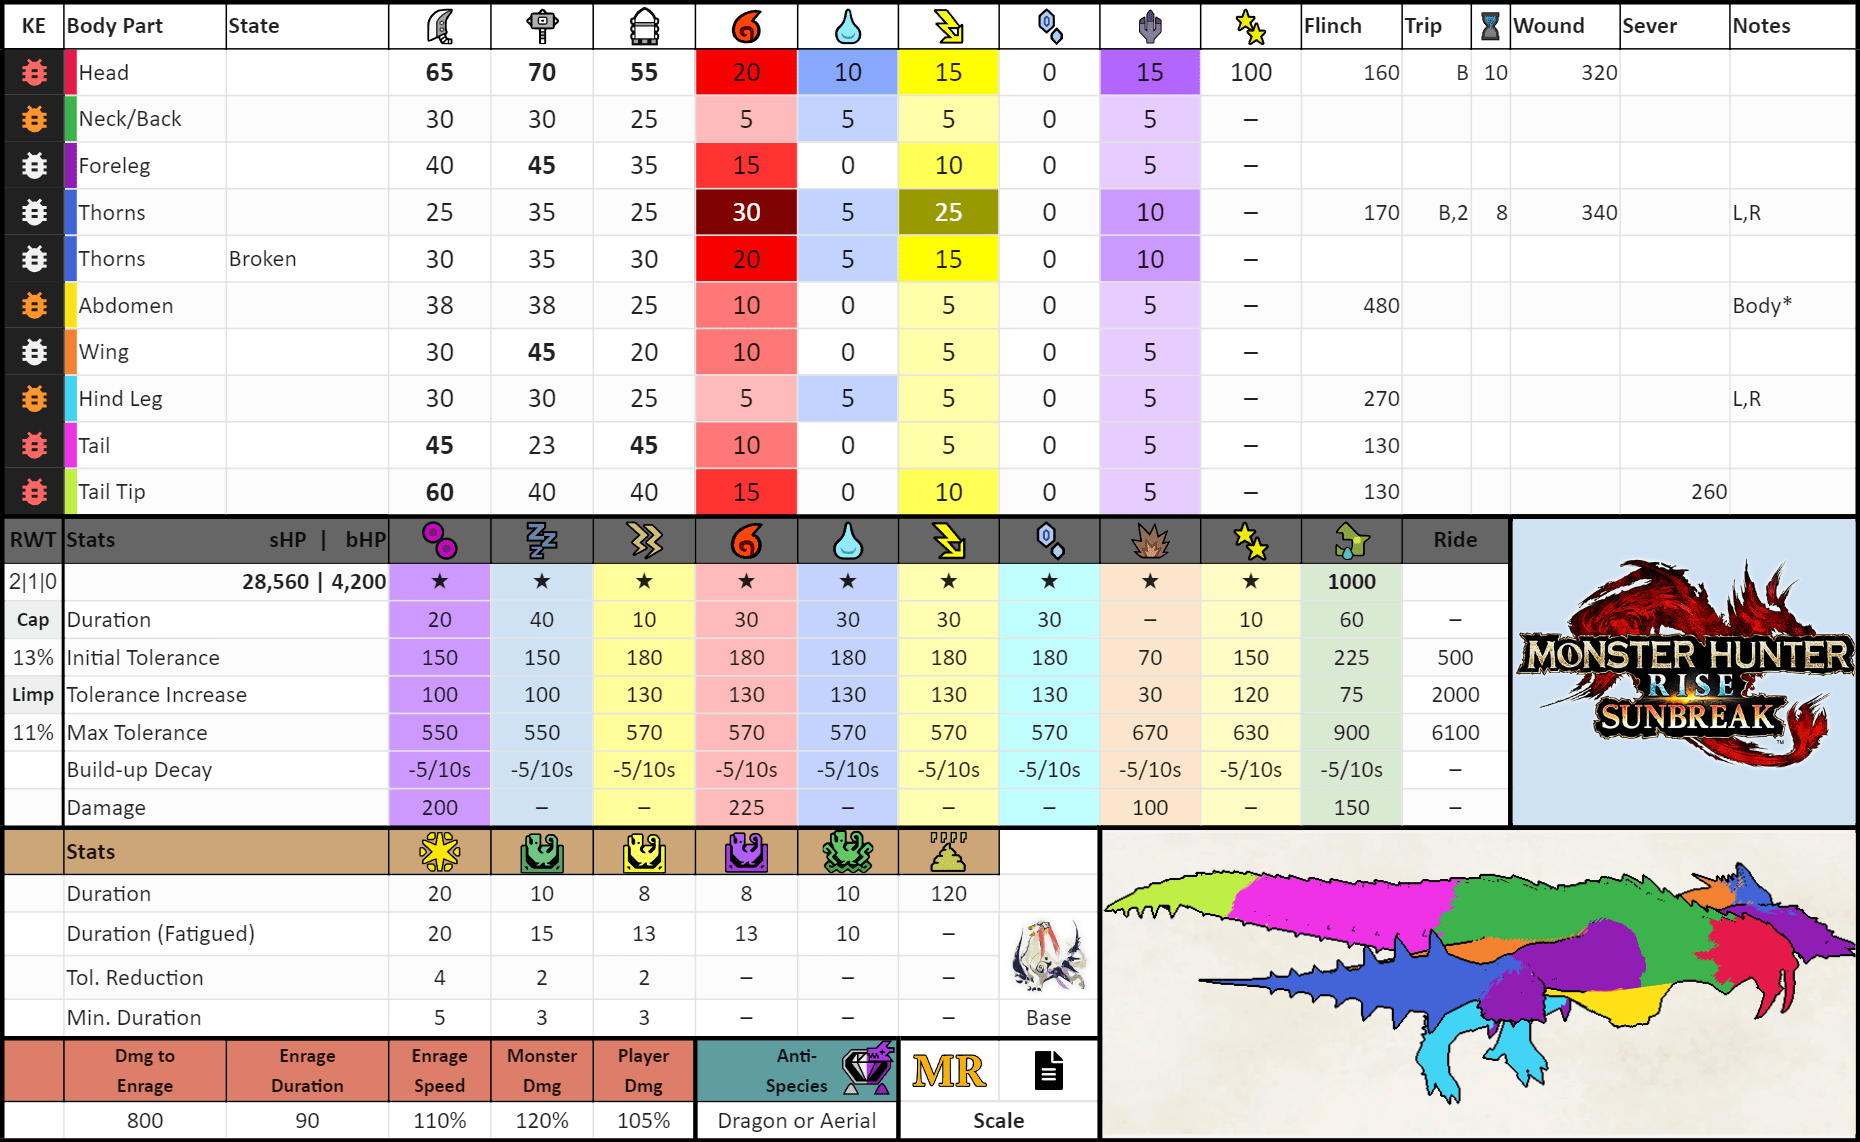 KE Body Part State Flinch Trip Wound Sever Notes
Head 65 70 55 20 10 15 0 15 100 160 B 10 320
Neck/Back 30 30 25 5 5 5 0 5 –
Foreleg 40 45 35 15 0 10 0 5 –
Thorns 25 35 25 30 5 25 0 10 – 170 B,2 8 340 L,R
Thorns Broken 30 35 30 20 5 15 0 10 –
Abdomen 38 38 25 10 0 5 0 5 – 480 Body*
Wing 30 45 20 10 0 5 0 5 –
Hind Leg 30 30 25 5 5 5 0 5 – 270 L,R
Tail 45 23 45 10 0 5 0 5 – 130
Tail Tip 60 40 40 15 0 10 0 5 – 130 260
RWT Stats sHP | bHP Ride
2|1|0 28,560 | 4,200 ★ ★ ★ ★ ★ ★ ★ ★ ★ 1000
Cap Duration 20 40 10 30 30 30 30 – 10 60 –
13% Initial Tolerance 150 150 180 180 180 180 180 70 150 225 500
Limp Tolerance Increase 100 100 130 130 130 130 130 30 120 75 2000
11% Max Tolerance 550 550 570 570 570 570 570 670 630 900 6100
Build-up Decay -5/10s -5/10s -5/10s -5/10s -5/10s -5/10s -5/10s -5/10s -5/10s -5/10s –
Damage 200 – – 225 – – – 100 – 150 –
MONSTER HUNTER
RISE
SUNBREAK
TM
Stats
Duration 20 10 8 8 10 120
Duration (Fatigued) 20 15 13 13 10 –
Tol. Reduction 4 2 2 – – –
Min. Duration 5 3 3 – – – Base
Dmg to Enrage Enrage Monster Player Anti-
Enrage Duration Speed Dmg Dmg Species MR
800 90 110% 120% 105% Dragon or Aerial Scale